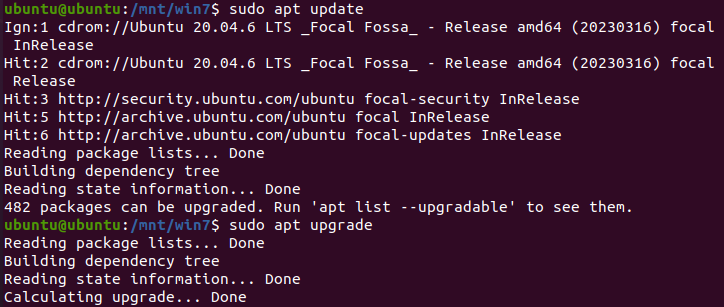 ubuntu@ubuntu:/mnt/win7$ sudo apt update
Ign:1 cdrom://Ubuntu 20.04.6 LTS _Focal Fossa_ - Release amd64 (20230316) focal
 InRelease
Hit:2 cdrom://Ubuntu 20.04.6 LTS _Focal Fossa_ - Release amd64 (20230316) focal
 Release
Hit:3 http://security.ubuntu.com/ubuntu focal-security InRelease
Hit:5 http://archive.ubuntu.com/ubuntu focal InRelease
Hit:6 http://archive.ubuntu.com/ubuntu focal-updates InRelease
Reading package lists... Done
Building dependency tree
Reading state information... Done
482 packages can be upgraded. Run 'apt list --upgradable' to see them.
ubuntu@ubuntu:/mnt/win7$ sudo apt upgrade
Reading package lists... Done
Building dependency tree
Reading state information... Done
Calculating upgrade... Done